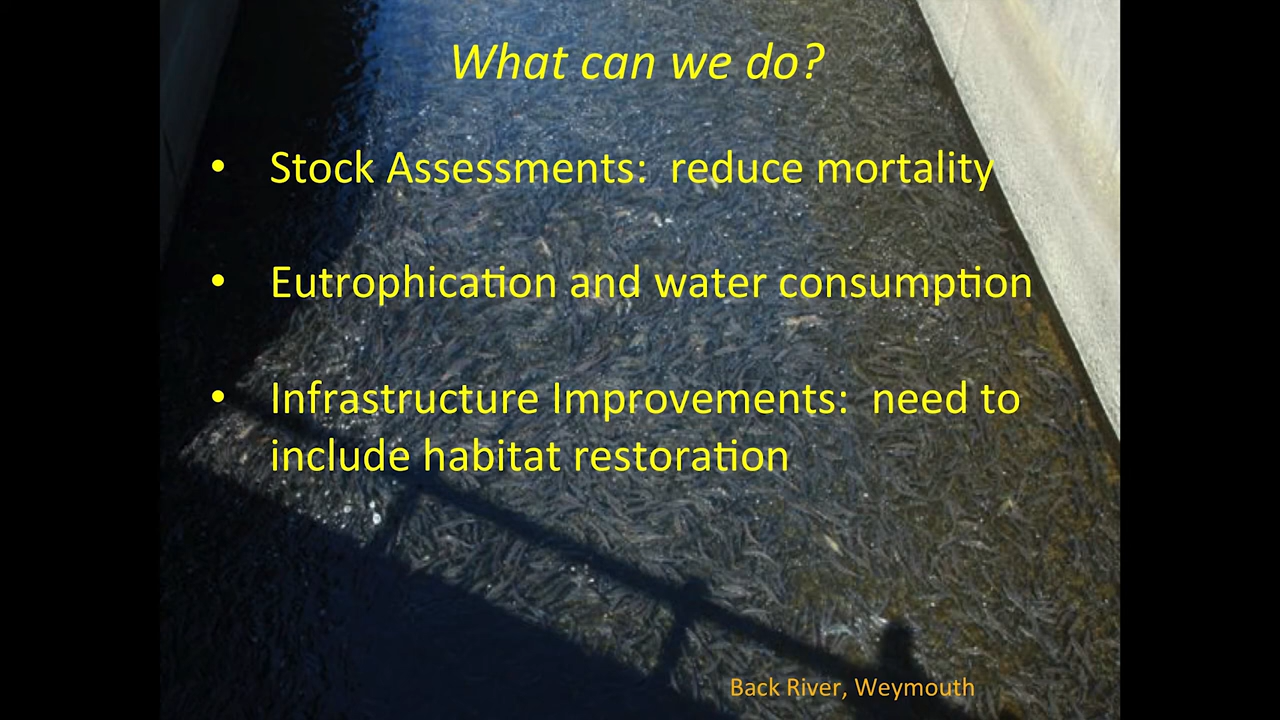 What can we do?
• Stock Assessments:  reduce mortality
• Eutrophication and water consumption
• Infrastructure Improvements:  need to
include habitat restoration
Back River, Weymouth